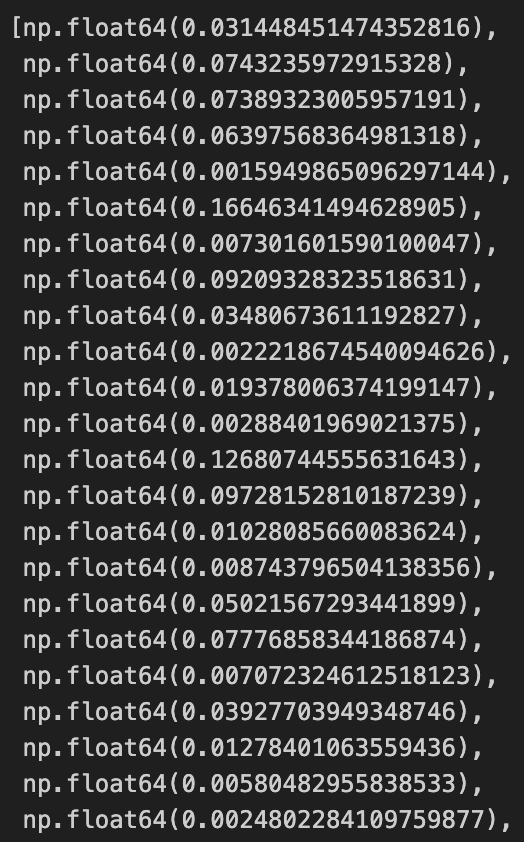 [np.float64(0.031448451474352816),
np.float64(0.0743235972915328),
np.float64(0.07389323005957191),
np.float64(0.06397568364981318),
np.float64(0.0015949865096297144),
np.float64(0.16646341494628905),
np.float64(0.007301601590100047),
np.float64(0.09209328323518631),
np.float64(0.03480673611192827),
np.float64(0.0022218674540094626),
np.float64(0.019378006374199147),
np.float64(0.00288401969021375),
np.float64(0.12680744555631643),
np.float64(0.09728152810187239),
np.float64(0.01028085660083624),
np.float64(0.008743796504138356),
np.float64(0.05021567293441899),
np.float64(0.07776858344186874),
np.float64(0.007072324612518123),
np.float64(0.03927703949348746),
np.float64(0.01278401063559436),
np.float64(0.00580482955838533),
np.float64(0.0024802284109759877),